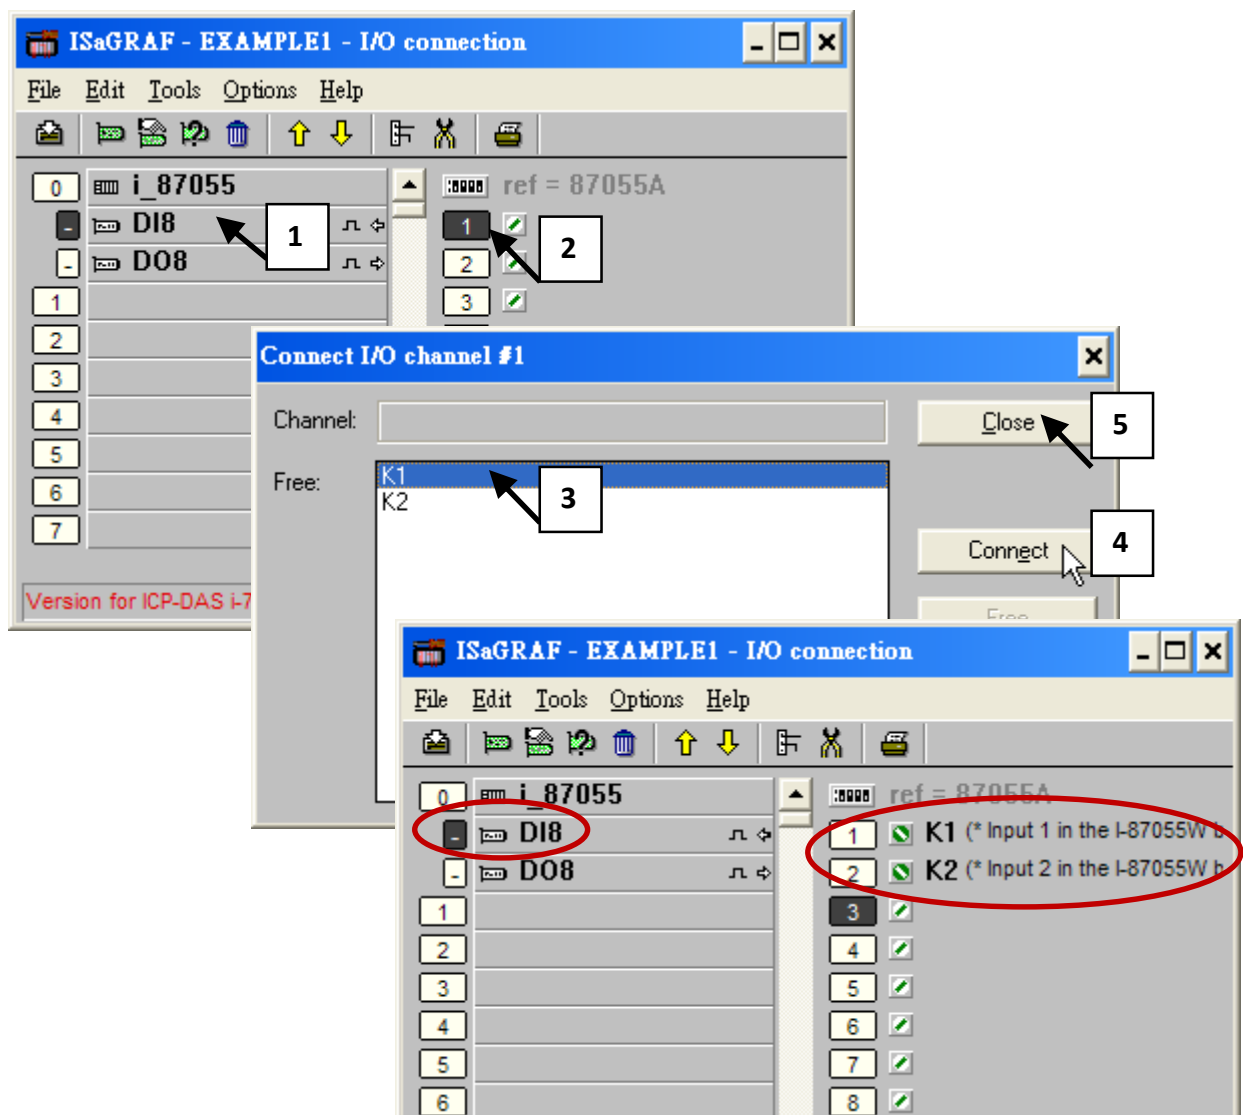 ISaGRAF - EXAMPLE1 - I/O connection
File Edit Tools Options Help
0 i_87055
ref = 87055A
- DI8
1
1
2
- DO8
2
1
3
2
3
4
5
6
7
Version for ICP-DAS i-7
Connect I/O channel #1
Channel:
Close
5
Free:
K1
K2
3
Connect
4
Free
ISaGRAF - EXAMPLE1 - I/O connection
File Edit Tools Options Help
0 i_87055
ref = 87055A
- DI8
1 K1 (* Input 1 in the I-87055W b
- DO8
2 K2 (* Input 2 in the I-87055W b
1
3
2
4
3
5
4
6
5
7
6
8